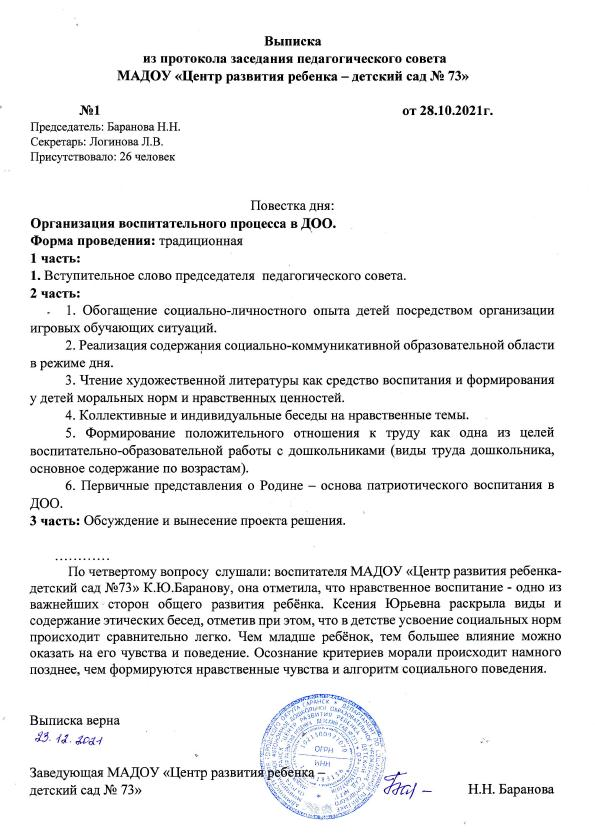 Выписка
из протокола заседания педагогического совета
МАДОУ «Центр развития ребенка – детский сад № 73»
№1 от 28.10.2021г.
Председатель: Баранова Н.Н.
Секретарь: Логинова Л.В.
Присутствовало: 26 человек
Повестка дня:
Организация воспитательного процесса в ДОО.
Форма проведения: традиционная
1 часть:
1. Вступительное слово председателя педагогического совета.
2 часть:
1. Обогащение социально-личностного опыта детей посредством организации
игровых обучающих ситуаций.
2. Реализация содержания социально-коммуникативной образовательной области
в режиме дня.
3. Чтение художественной литературы как средство воспитания и формирования
у детей моральных норм и нравственных ценностей.
4. Коллективные и индивидуальные беседы на нравственные темы.
5. Формирование положительного отношения к труду как одна из целей
воспитательно-образовательной работы с дошкольниками (виды труда дошкольника,
основное содержание по возрастам).
6. Первичные представления о Родине – основа патриотического воспитания в
ДОО.
3 часть: Обсуждение и вынесение проекта решения.
…………
По четвертому вопросу слушали: воспитателя МАДОУ «Центр развития ребенка-
детский сад №73» К.Ю.Баранову, она отметила, что нравственное воспитание - одно из
важнейших сторон общего развития ребёнка. Ксения Юрьевна раскрыла виды и
содержание этических бесед, отметив при этом, что в детстве усвоение социальных норм
происходит сравнительно легко. Чем младше ребёнок, тем большее влияние можно
оказать на его чувства и поведение. Осознание критериев морали происходит намного
позднее, чем формируются нравственные чувства и алгоритм социального поведения.
Выписка верна
23.12.2021
Заведующая МАДОУ «Центр развития ребенка –
детский сад № 73» Н.Н. Баранова
ОГРН
ИНН